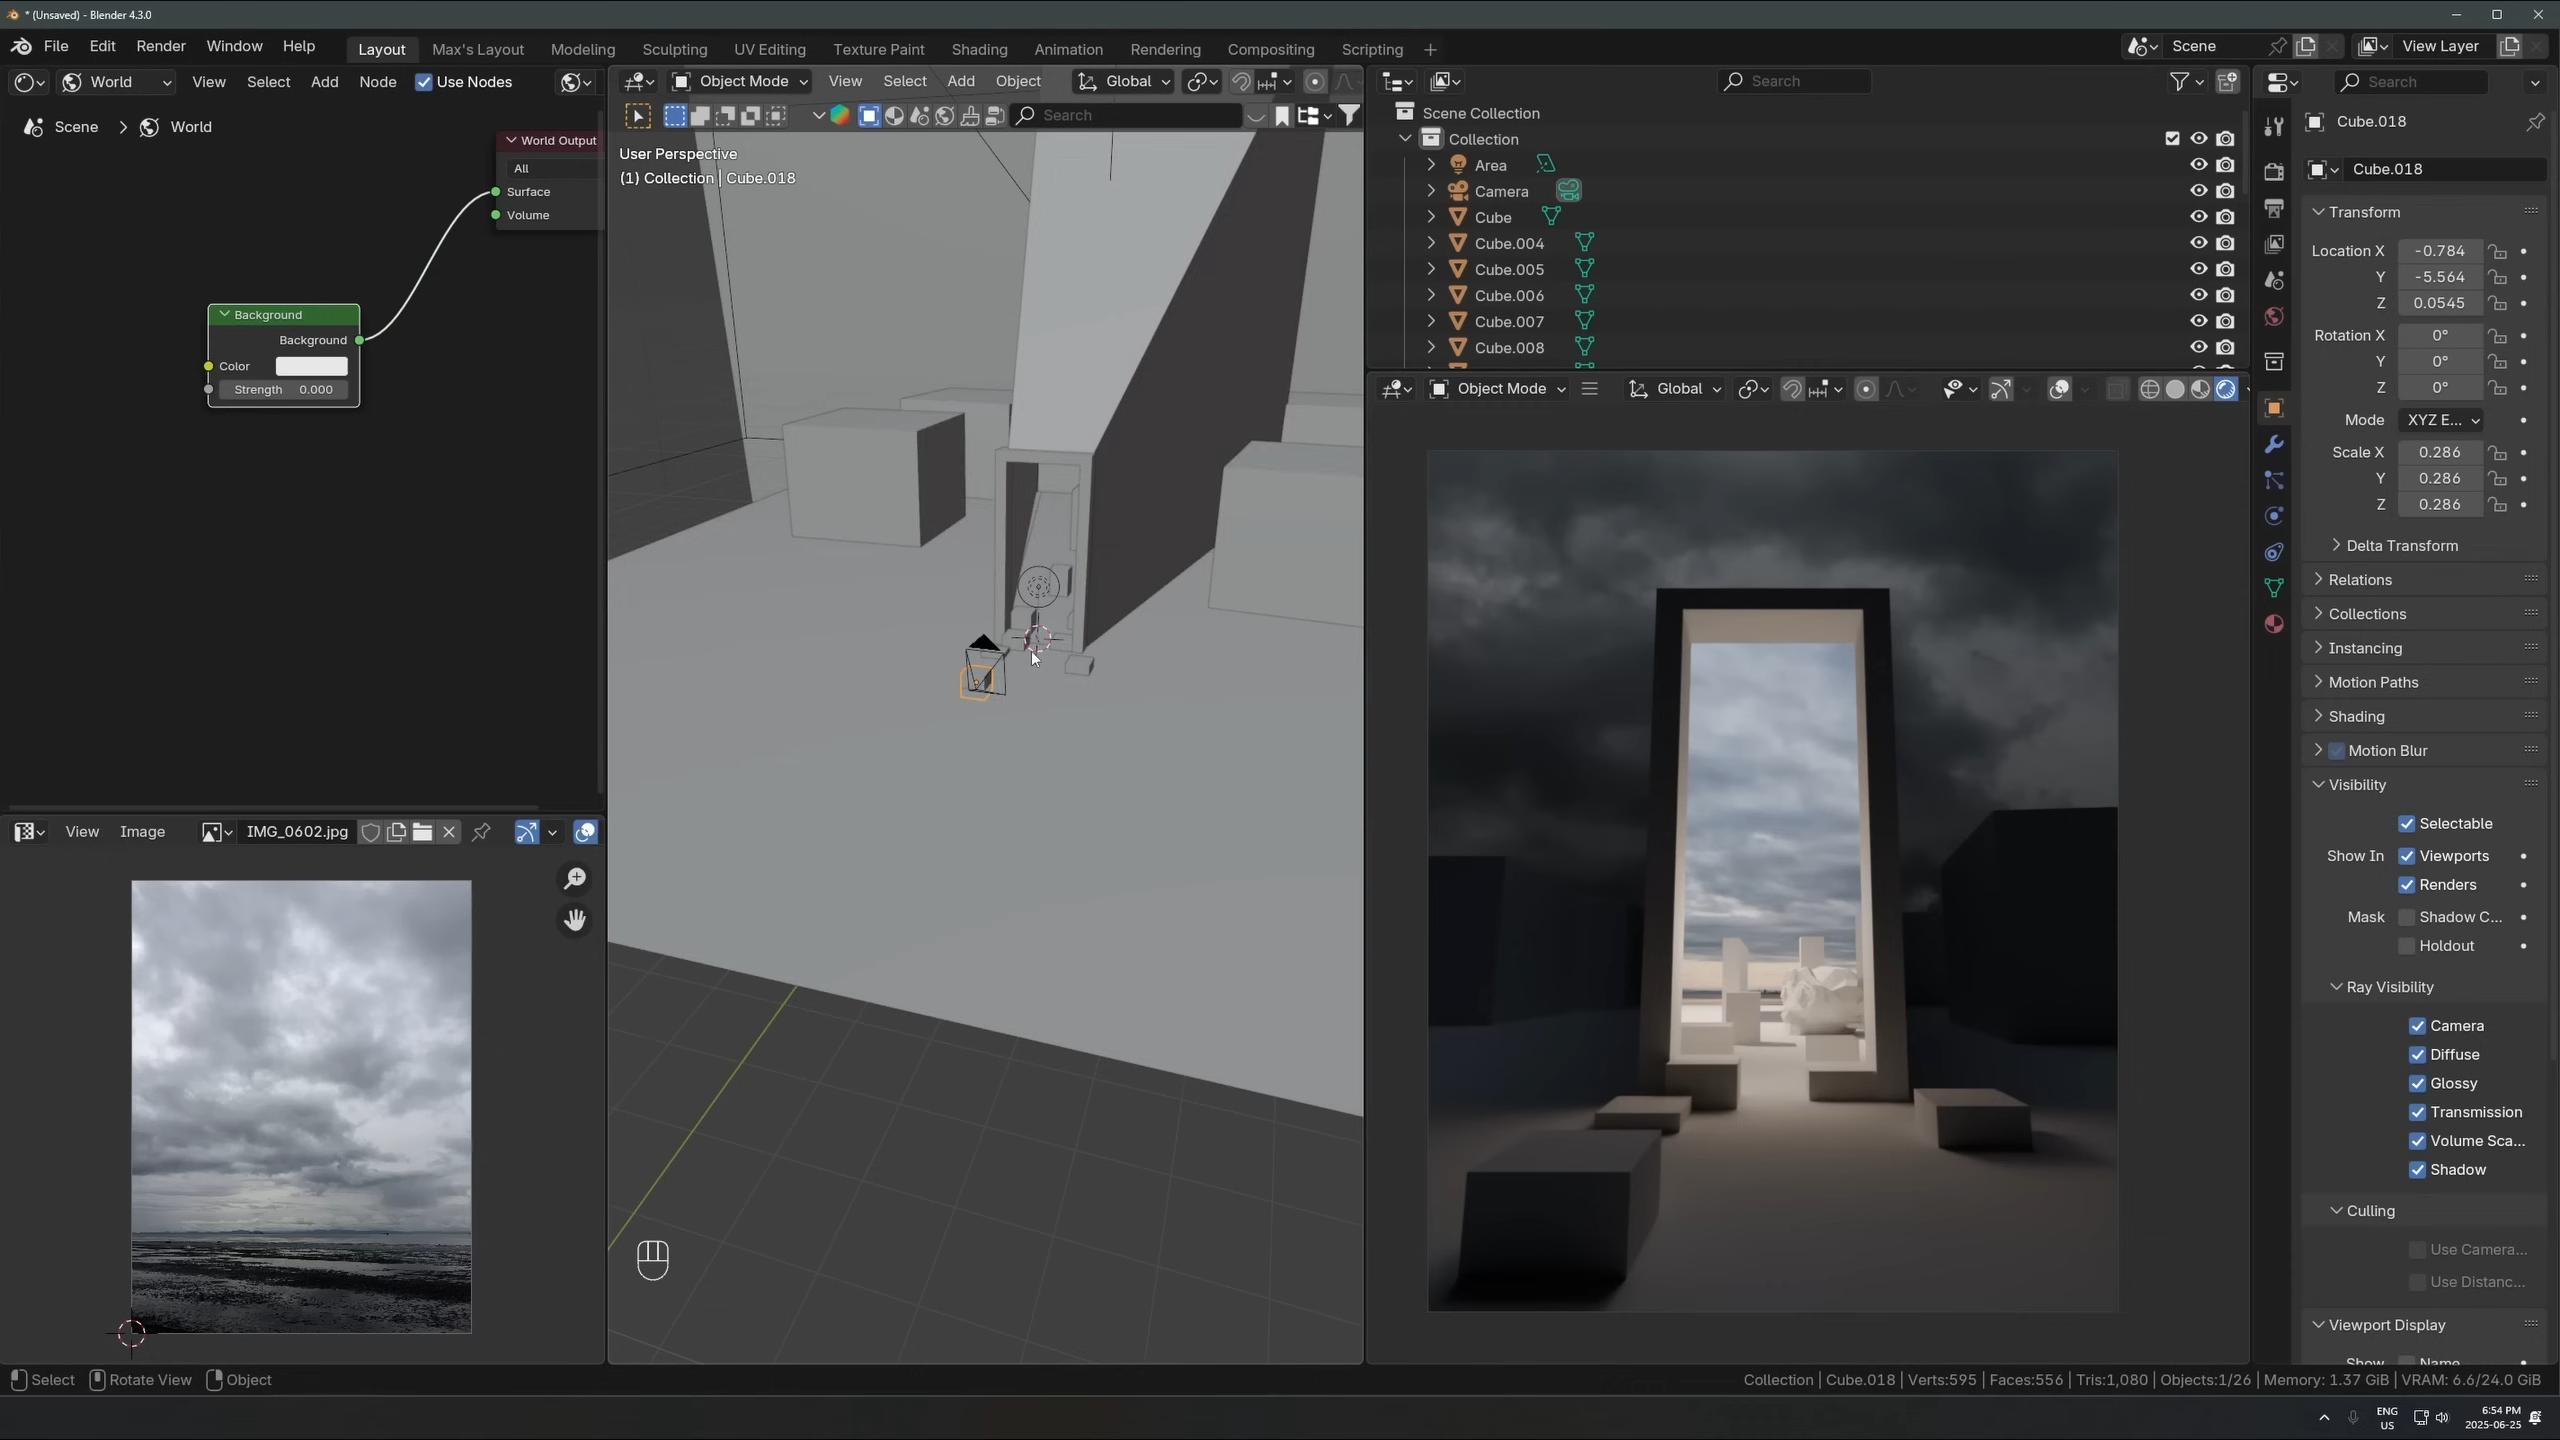 * (Unsaved) - Blender 4.3.0
File Edit Render Window Help Layout Max's Layout Modeling Sculpting UV Editing Texture Paint Shading Animation Rendering Compositing Scripting Scene View Layer
World View Select Add Node Use Nodes
Scene World
World Output
All
Surface
Volume
Background
Background
Color
Strength 0.000
View Image IMG_0602.jpg
Object Mode View Select Add Object Global
Search
User Perspective
(1) Collection | Cube.018
Search
Scene Collection
Collection
Area
Camera
Cube
Cube.004
Cube.005
Cube.006
Cube.007
Cube.008
Object Mode Global
Search
Cube.018
Cube.018
Transform
Location X -0.784
Y -5.564
Z 0.0545
Rotation X 0°
Y 0°
Z 0°
Mode XYZ E...
Scale X 0.286
Y 0.286
Z 0.286
Delta Transform
Relations
Collections
Instancing
Motion Paths
Shading
Motion Blur
Visibility
Selectable
Show In Viewports
Renders
Mask Shadow C...
Holdout
Ray Visibility
Camera
Diffuse
Glossy
Transmission
Volume Sca...
Shadow
Culling
Use Camera...
Use Distanc...
Viewport Display
Show Name
Select Rotate View Object
Collection | Cube.018 | Verts:595 | Faces:556 | Tris:1,080 | Objects:1/26 | Memory: 1.37 GiB | VRAM: 6.6/24.0 GiB
ENG
US
6:54 PM
2025-06-25